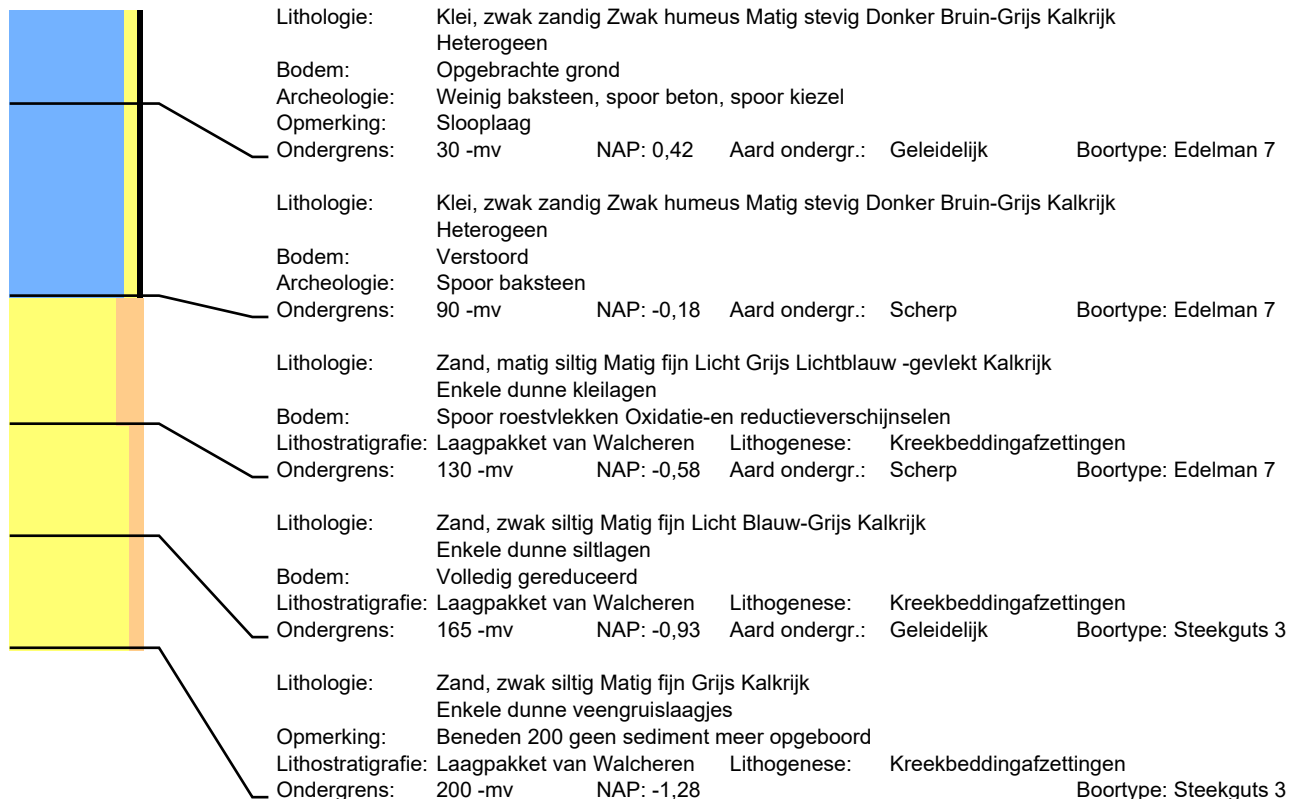 Lithologie: Klei, zwak zandig Zwak humeus Matig stevig Donker Bruin-Grijs Kalkrijk
Heterogeen
Bodem: Opgebrachte grond
Archeologie: Weinig baksteen, spoor beton, spoor kiezel
Opmerking: Slooplaag
Ondergrens: 30 -mv NAP: 0,42 Aard ondergr.: Geleidelijk Boortype: Edelman 7
Lithologie: Klei, zwak zandig Zwak humeus Matig stevig Donker Bruin-Grijs Kalkrijk
Heterogeen
Bodem: Verstoord
Archeologie: Spoor baksteen
Ondergrens: 90 -mv NAP: -0,18 Aard ondergr.: Scherp Boortype: Edelman 7
Lithologie: Zand, matig siltig Matig fijn Licht Grijs Lichtblauw -gevlekt Kalkrijk
Enkele dunne kleilagen
Bodem: Spoor roestvlekken Oxidatie-en reductieverschijnselen
Lithostratigrafie: Laagpakket van Walcheren Lithogenese: Kreekbeddingafzettingen
Ondergrens: 130 -mv NAP: -0,58 Aard ondergr.: Scherp Boortype: Edelman 7
Lithologie: Zand, zwak siltig Matig fijn Licht Blauw-Grijs Kalkrijk
Enkele dunne siltlagen
Bodem: Volledig gereduceerd
Lithostratigrafie: Laagpakket van Walcheren Lithogenese: Kreekbeddingafzettingen
Ondergrens: 165 -mv NAP: -0,93 Aard ondergr.: Geleidelijk Boortype: Steekguts 3
Lithologie: Zand, zwak siltig Matig fijn Grijs Kalkrijk
Enkele dunne veengruislaagjes
Opmerking: Beneden 200 geen sediment meer opgeboord
Lithostratigrafie: Laagpakket van Walcheren Lithogenese: Kreekbeddingafzettingen
Ondergrens: 200 -mv NAP: -1,28 Boortype: Steekguts 3